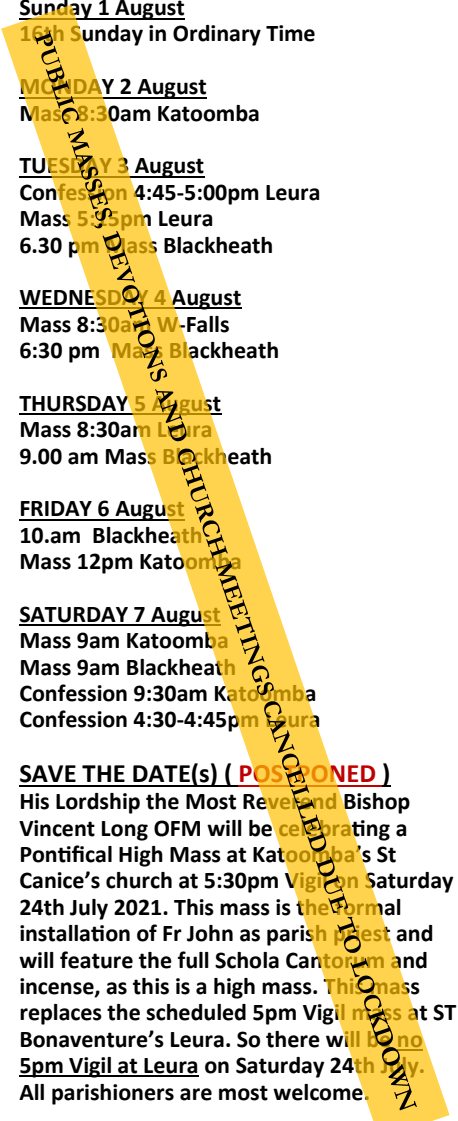 Sunday 1 August
16th Sunday in Ordinary Time
MONDAY 2 August
Mass 8:30am Katoomba
TUESDAY 3 August
Confession 4:45-5:00pm Leura
Mass 5:15pm Leura
6.30 pm Mass Blackheath
WEDNESDAY 4 August
Mass 8:30am W-Falls
6:30 pm Mass Blackheath
THURSDAY 5 August
Mass 8:30am Leura
9.00 am Mass Blackheath
FRIDAY 6 August
10.am Blackheath
Mass 12pm Katoomba
SATURDAY 7 August
Mass 9am Katoomba
Mass 9am Blackheath
Confession 9:30am Katoomba
Confession 4:30-4:45pm Leura
SAVE THE DATE(s) ( POSTPONED )
His Lordship the Most Reverend Bishop
Vincent Long OFM will be celebrating a
Pontifical High Mass at Katoomba's St
Canice's church at 5:30pm Vigil on Saturday
24th July 2021. This mass is the formal
installation of Fr John as parish priest and
will feature the full Schola Cantorum and
incense, as this is a high mass. This mass
replaces the scheduled 5pm Vigil mass at ST
Bonaventure's Leura. So there will be no
5pm Vigil at Leura on Saturday 24th July.
All parishioners are most welcome.
PUBLIC MASSES, DEVOTIONS AND CHURCH MEETINGS CANCELLED DUE TO LOCKDOWN